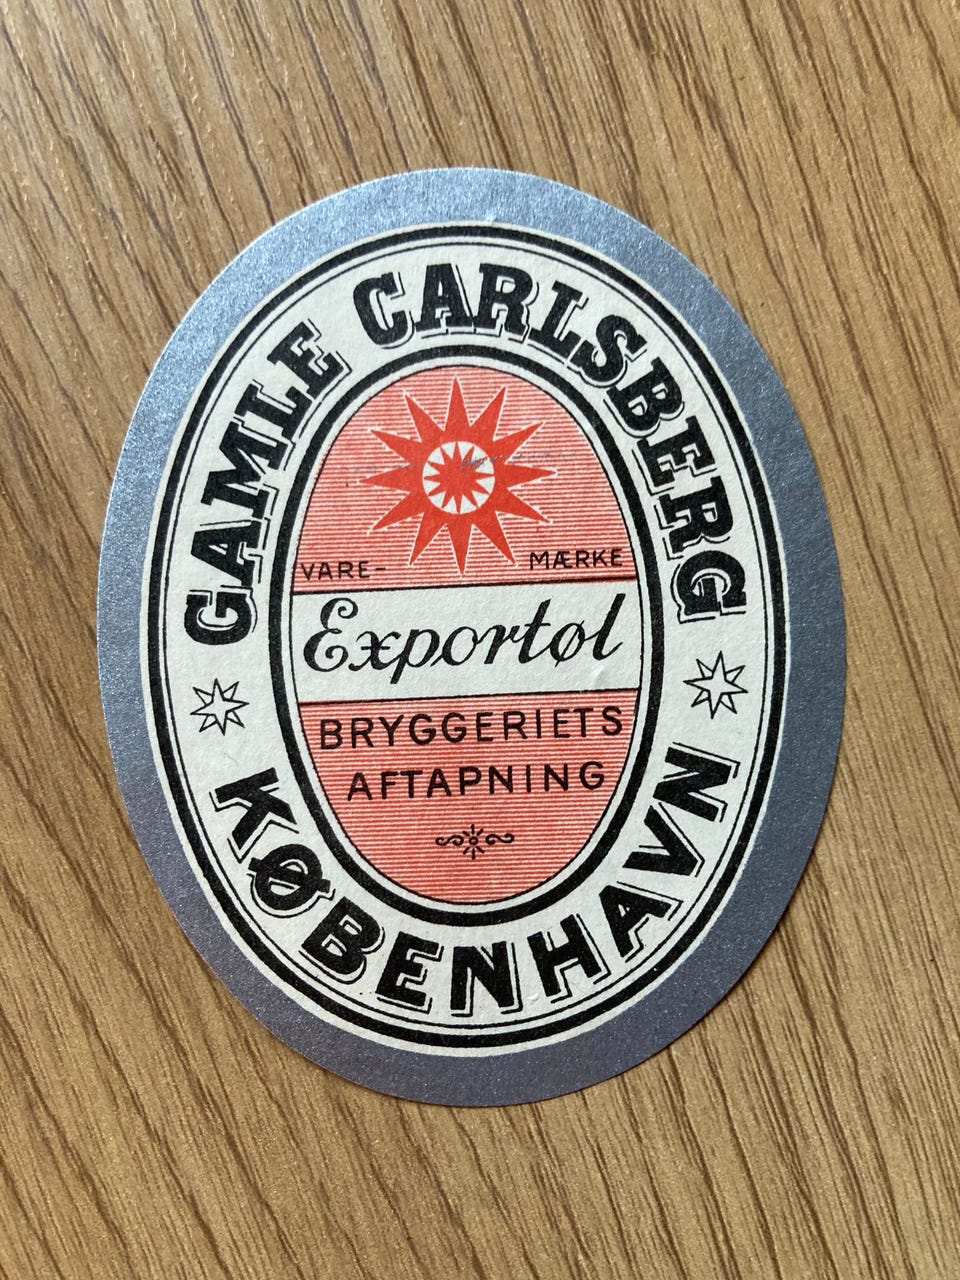 GAMLE CARLSBERG
VARE- MÆRKE
Exportøl
BRYGGERIETS
AFTAPNING
KØBENHAVN